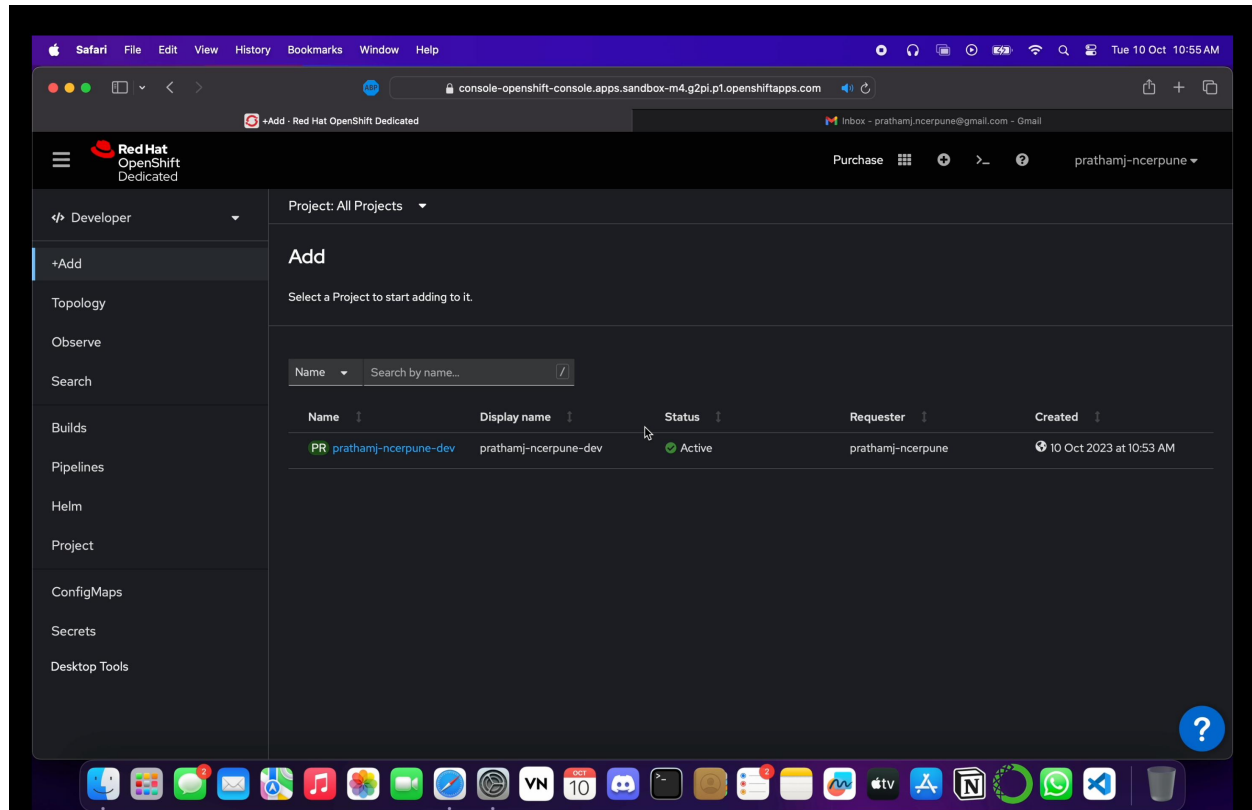 Safari File Edit View History Bookmarks Window Help Tue 10 Oct 10:55 AM
ABP console-openshift-console.apps.sandbox-m4.g2pi.p1.openshiftapps.com
+Add · Red Hat OpenShift Dedicated
Inbox - prathamj.ncerpune@gmail.com - Gmail
Red Hat
OpenShift
Dedicated
Purchase >_ ? prathamj-ncerpune
</> Developer
+Add
Topology
Observe
Search
Builds
Pipelines
Helm
Project
ConfigMaps
Secrets
Desktop Tools
Project: All Projects
Add
Select a Project to start adding to it.
Name Search by name... /
Name Display name Status Requester Created
PR prathamj-ncerpune-dev prathamj-ncerpune-dev Active prathamj-ncerpune 10 Oct 2023 at 10:53 AM
?
2 VN OCT 10 >_ 2 tv N